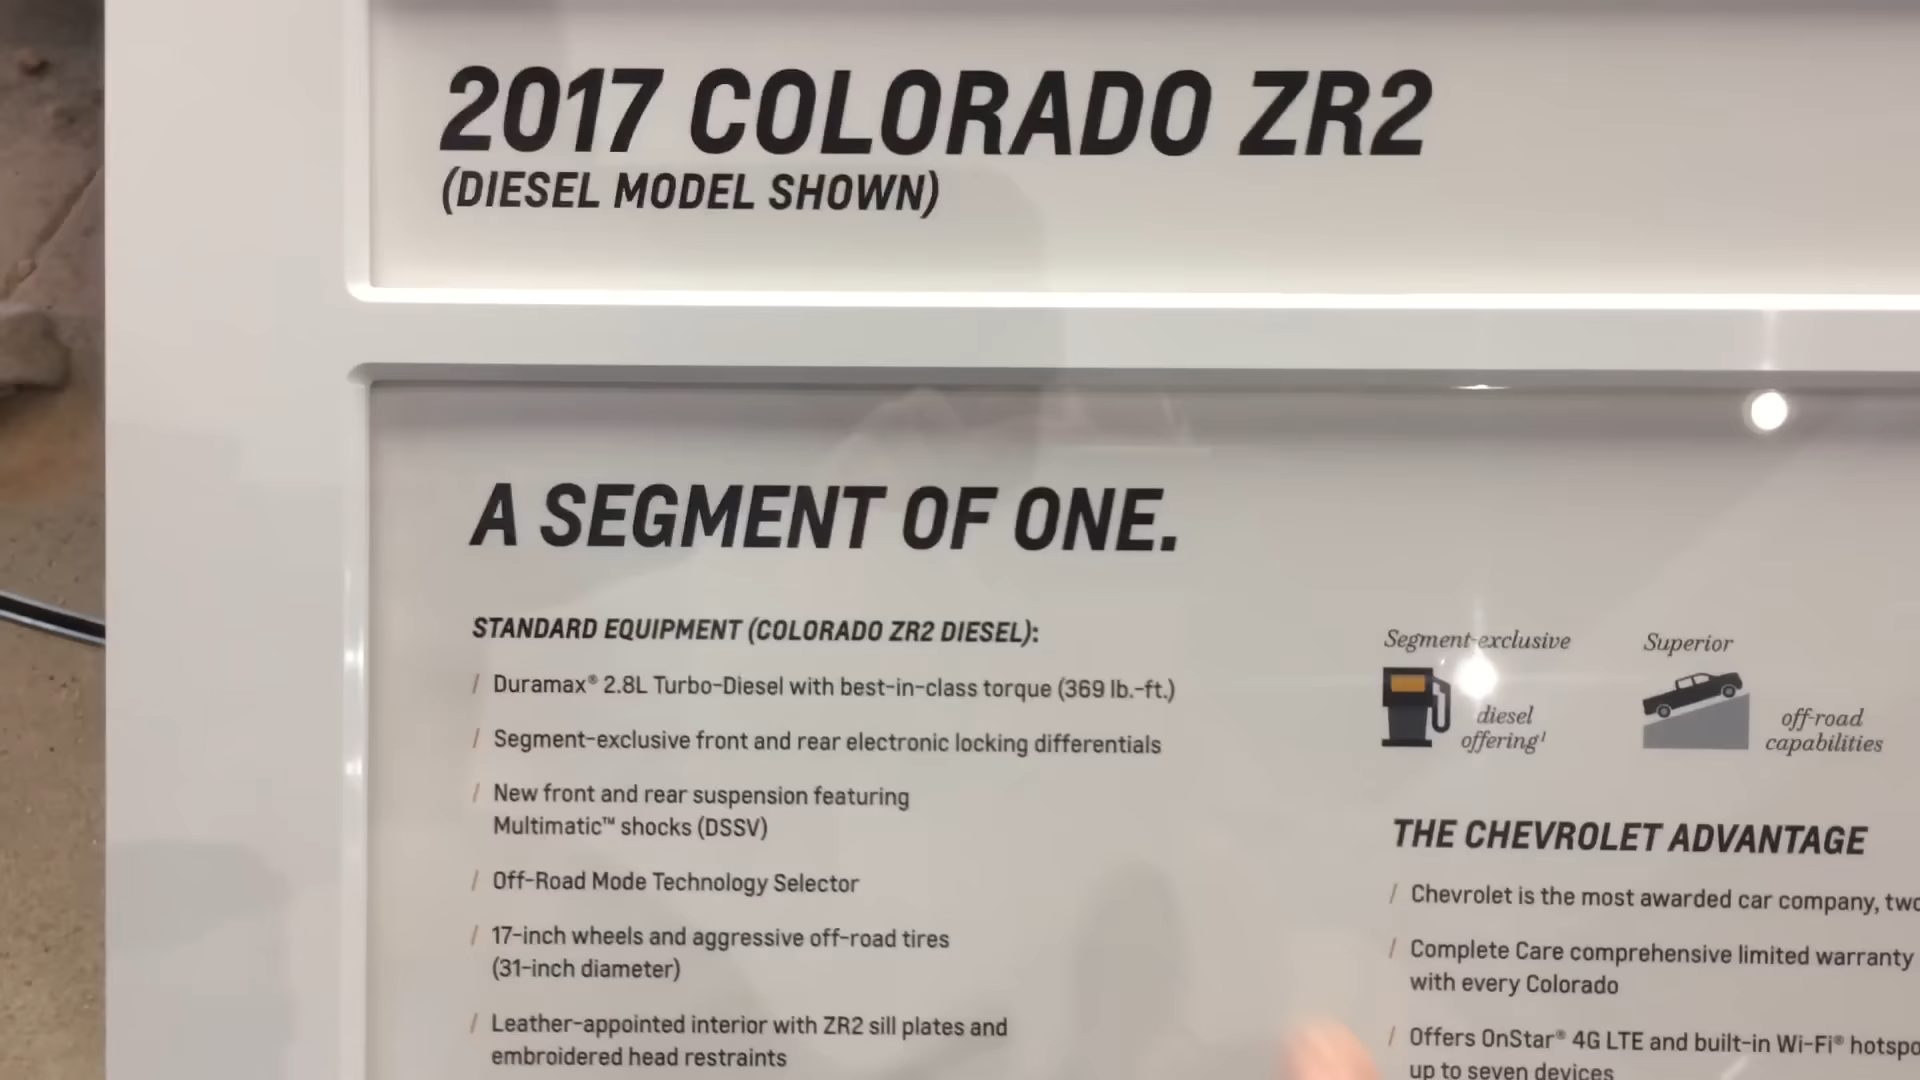 2017 COLORADO ZR2
(DIESEL MODEL SHOWN)
A SEGMENT OF ONE.
STANDARD EQUIPMENT (COLORADO ZR2 DIESEL):
/ Duramax® 2.8L Turbo-Diesel with best-in-class torque (369 lb.-ft.)
/ Segment-exclusive front and rear electronic locking differentials
/ New front and rear suspension featuring
Multimatic™ shocks (DSSV)
/ Off-Road Mode Technology Selector
/ 17-inch wheels and aggressive off-road tires
(31-inch diameter)
/ Leather-appointed interior with ZR2 sill plates and
embroidered head restraints
Segment-exclusive
diesel
offering¹
Superior
off-road
capabilities
THE CHEVROLET ADVANTAGE
/ Chevrolet is the most awarded car company, two
/ Complete Care comprehensive limited warranty
with every Colorado
/ Offers OnStar® 4G LTE and built-in Wi-Fi® hotspo
up to seven devices